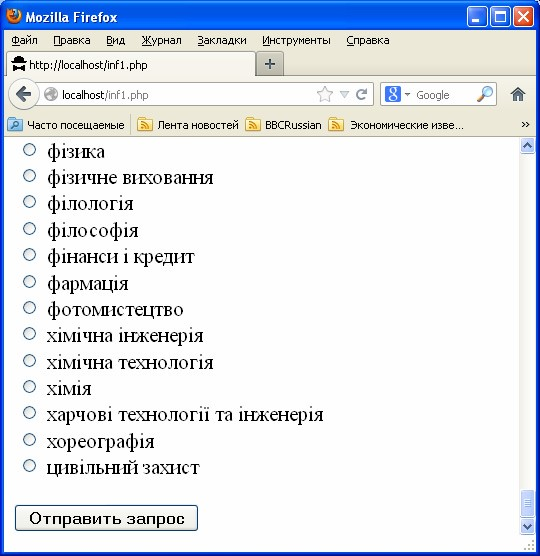 Mozilla Firefox
Файл Правка Вид Журнал Закладки Инструменты Справка
http://localhost/inf1.php
localhost/inf1.php Google
Часто посещаемые Лента новостей BBCRussian Экономические изве...
фізика
фізичне виховання
філологія
філософія
фінанси і кредит
фармація
фотомистецтво
хімічна інженерія
хімічна технологія
хімія
харчові технології та інженерія
хореографія
цивільний захист
Отправить запрос